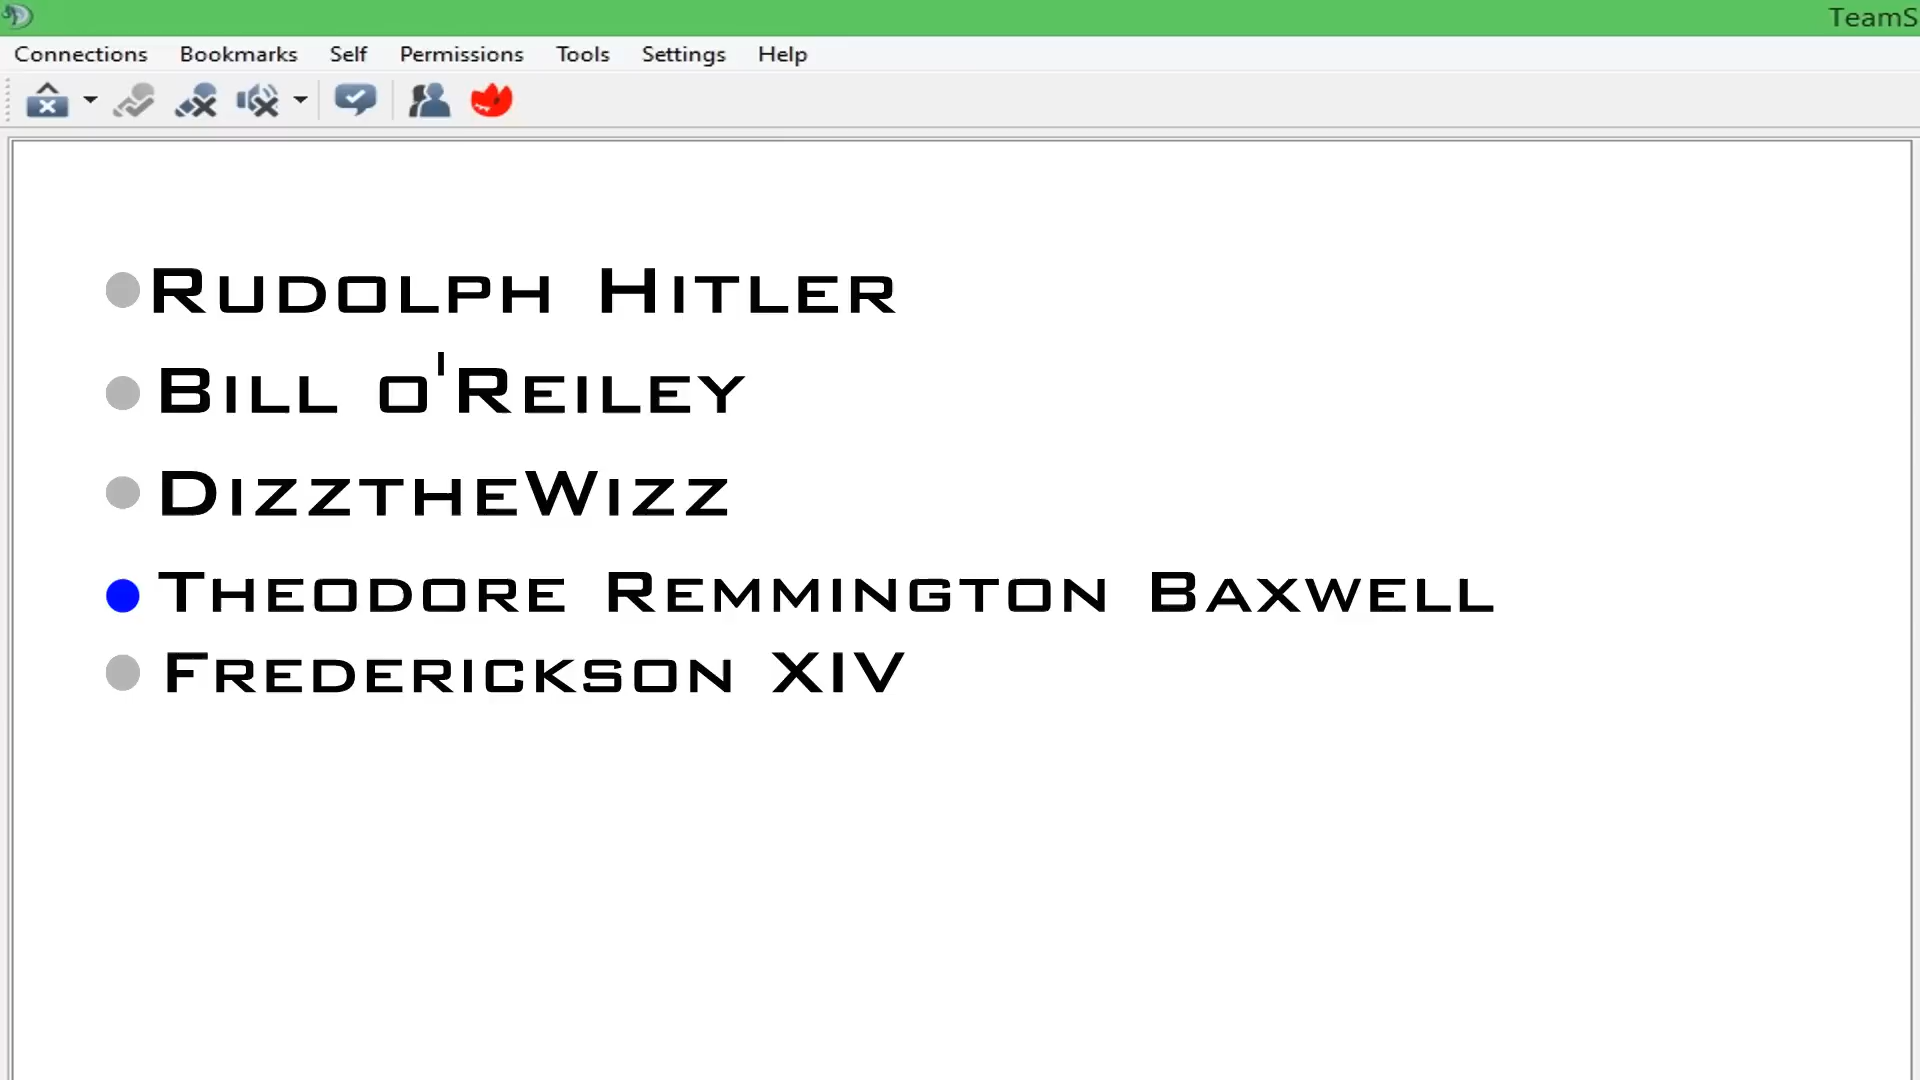 TeamS
Connections Bookmarks Self Permissions Tools Settings Help
Rudolph Hitler
Bill o'Reiley
DizztheWizz
Theodore Remmington Baxwell
Frederickson XIV